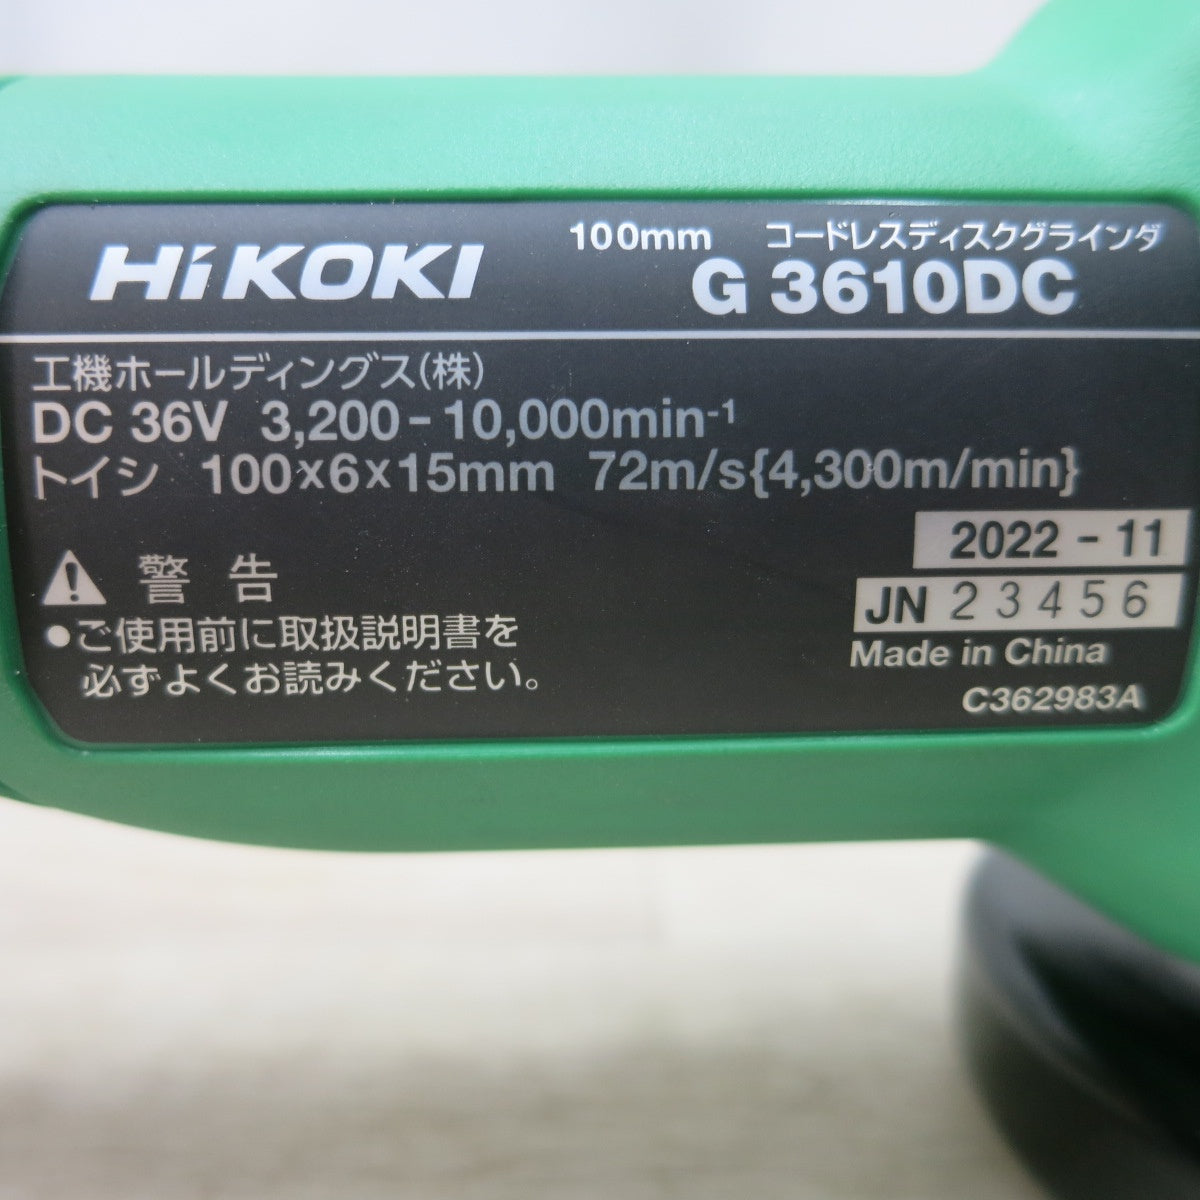 HiKOKI
100mm コードレスディスクグラインダ
G 3610DC
工機ホールディングス(株)
DC 36V 3,200-10,000min-1
トイシ 100×6×15mm 72m/s{4,300m/min}
2022-11
JN 23456
Made in China
C362983A
警告
●ご使用前に取扱説明書を
必ずよくお読みください。